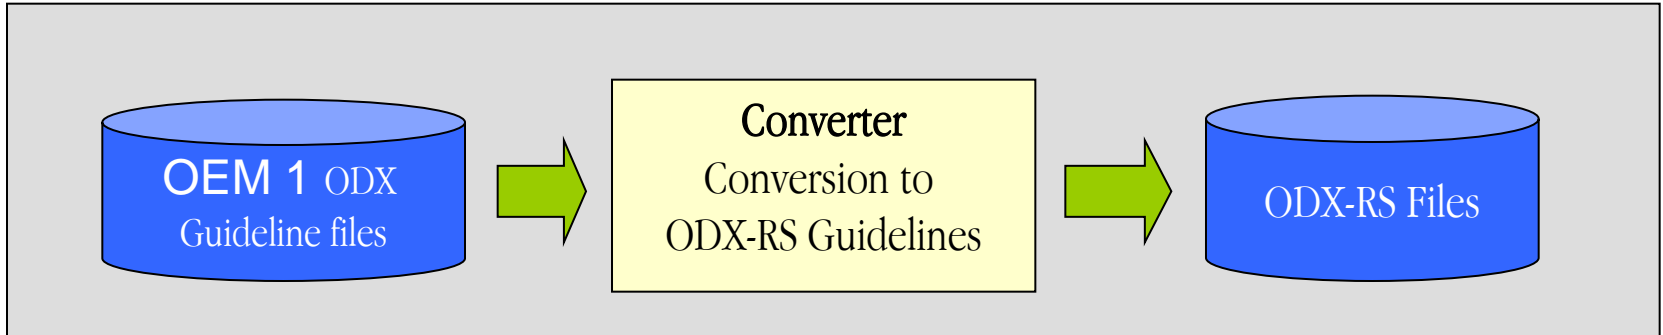 OEM 1 ODX
Guideline files
Converter
Conversion to
ODX-RS Guidelines
ODX-RS Files